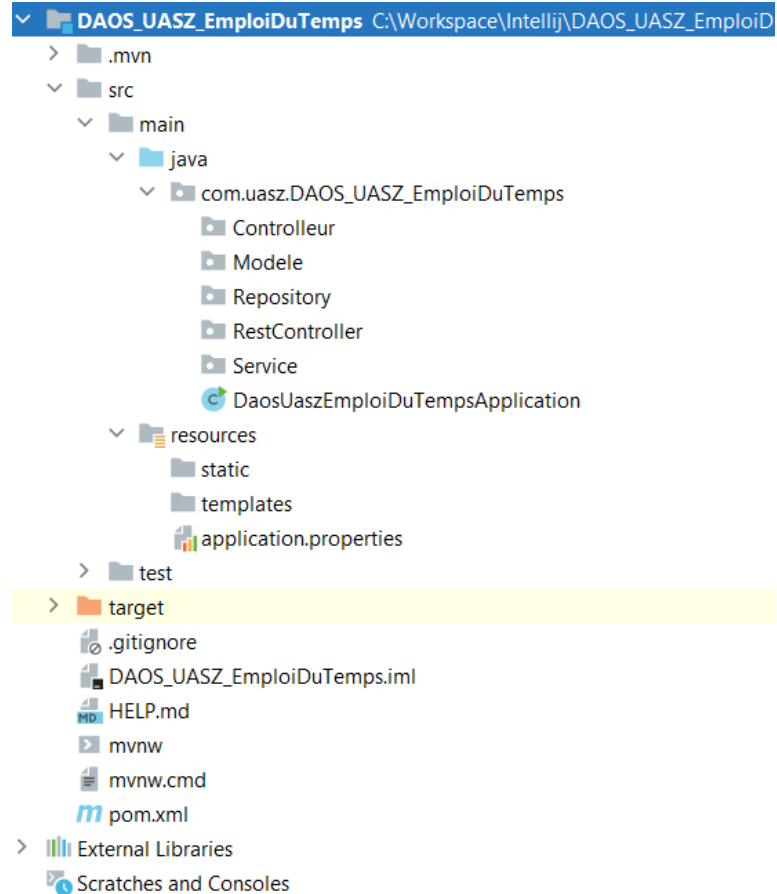 DAOS_UASZ_EmploiDuTemps C:\Workspace\Intellij\DAOS_UASZ_EmploiD
.mvn
src
main
java
com.uasz.DAOS_UASZ_EmploiDuTemps
Controlleur
Modele
Repository
RestController
Service
C DaosUaszEmploiDuTempsApplication
resources
static
templates
application.properties
test
target
.gitignore
DAOS_UASZ_EmploiDuTemps.iml
MD HELP.md
mvnw
mvnw.cmd
m pom.xml
External Libraries
Scratches and Consoles